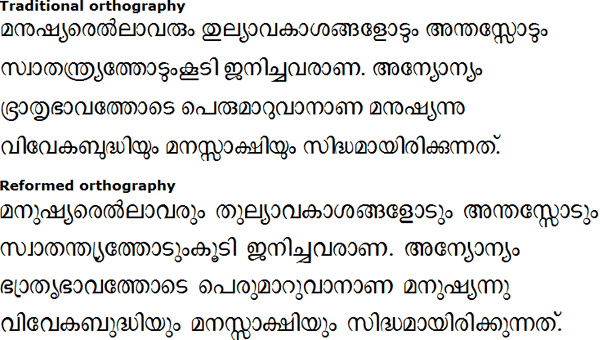 Traditional orthography
മനുഷ്യരെൽലാവരും തുല്യാവകാശങ്ങളോടും അന്തസ്സോടും
സ്വാതന്ത്ര്യത്തോടുംകൂടി ജനിച്ചവരാണ. അന്യോന്യം
ഭ്രാതൃഭാവത്തോടെ പെരുമാറുവാനാണ മനുഷ്യന്നു
വിവേകബുദ്ധിയും മനസ്സാക്ഷിയും സിദ്ധമായിരിക്കുന്നത്.
Reformed orthography
മനുഷ്യരെൽലാവരും തുല്യാവകാശങ്ങളോടും അന്തസ്സോടും
സ്വാതന്ത്ര്യത്തോടുംകൂടി ജനിച്ചവരാണ. അന്യോന്യം
ഭ്രാതൃഭാവത്തോടെ പെരുമാറുവാനാണ മനുഷ്യന്നു
വിവേകബുദ്ധിയും മനസ്സാക്ഷിയും സിദ്ധമായിരിക്കുന്നത്.